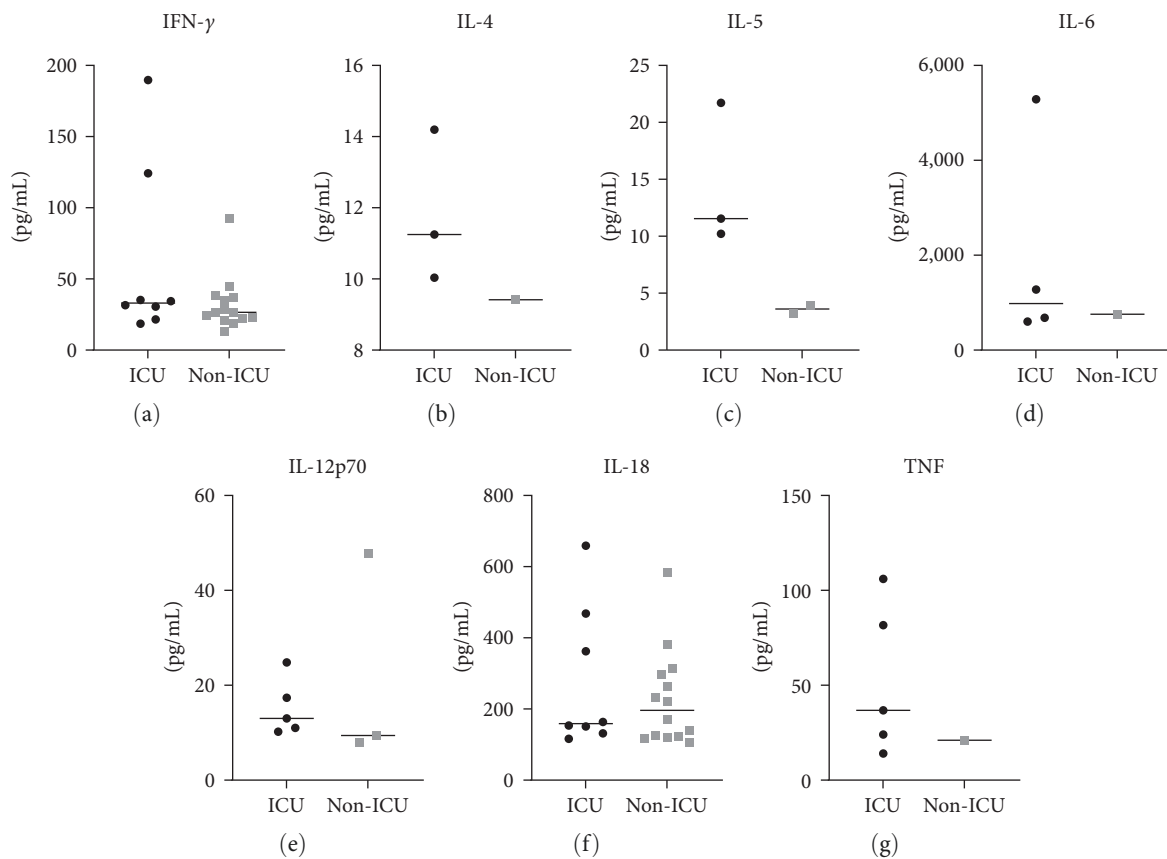 IFN-γ
(pg/mL)
200
150
100
50
0
ICU Non-ICU
(a)
IL-4
(pg/mL)
16
14
12
10
8
ICU Non-ICU
(b)
IL-5
(pg/mL)
25
20
15
10
5
0
ICU Non-ICU
(c)
IL-6
(pg/mL)
6,000
4,000
2,000
0
ICU Non-ICU
(d)
IL-12p70
(pg/mL)
60
40
20
0
ICU Non-ICU
(e)
IL-18
(pg/mL)
800
600
400
200
0
ICU Non-ICU
(f)
TNF
(pg/mL)
150
100
50
0
ICU Non-ICU
(g)